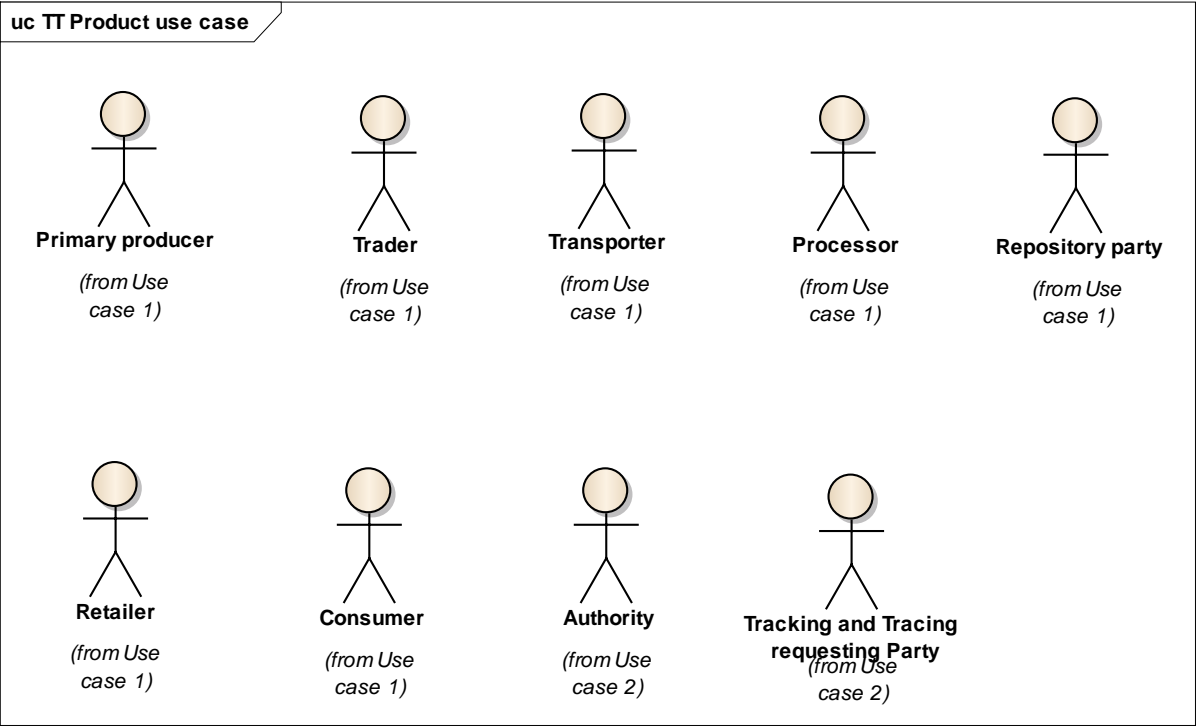 uc TT Product use case
Primary producer
(from Use
case 1)
Trader
(from Use
case 1)
Transporter
(from Use
case 1)
Processor
(from Use
case 1)
Repository party
(from Use
case 1)
Retailer
(from Use
case 1)
Consumer
(from Use
case 1)
Authority
(from Use
case 2)
Tracking and Tracing
requesting Party
(from Use
case 2)